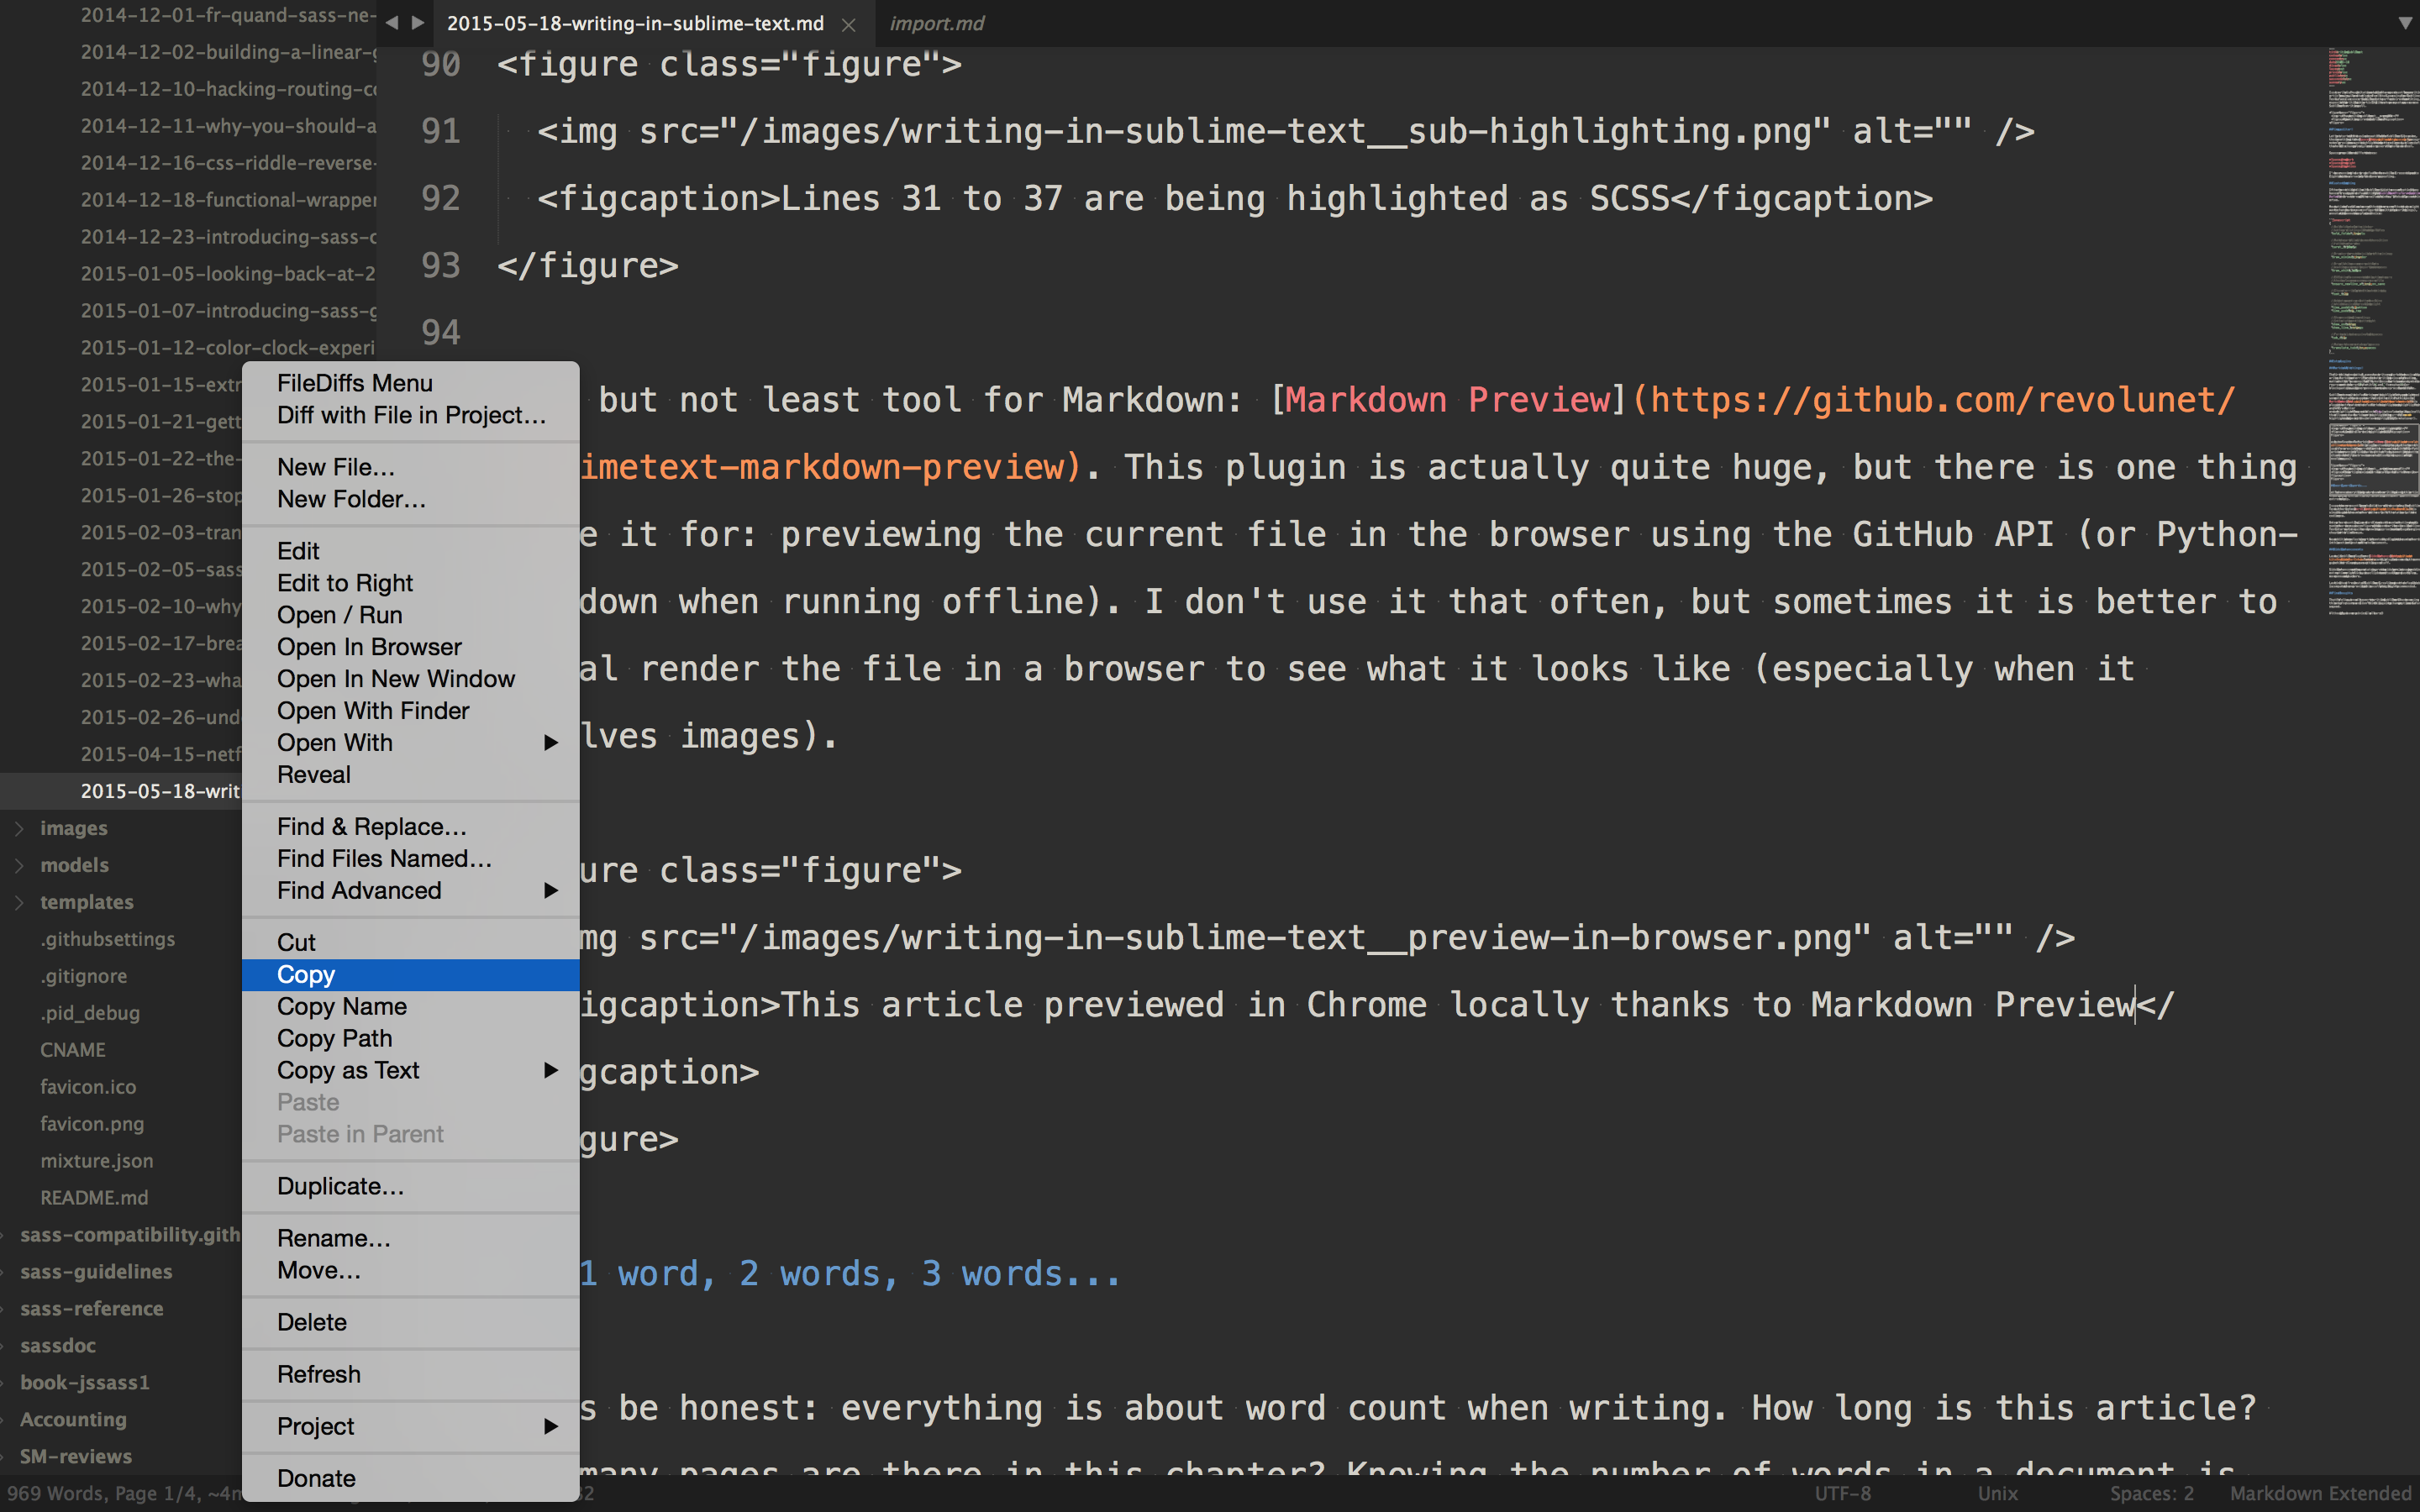 2014-12-01-fr-quand-sass-ne-
2014-12-02-building-a-linear-g
2014-12-10-hacking-routing-co
2014-12-11-why-you-should-a
2014-12-16-css-riddle-reverse-
2014-12-18-functional-wrapper
2014-12-23-introducing-sass-c
2015-01-05-looking-back-at-2
2015-01-07-introducing-sass-g
2015-01-12-color-clock-experi
2015-01-15-extr
2015-01-21-gett
2015-01-22-the-
2015-01-26-stop
2015-02-03-tran
2015-02-05-sass
2015-02-10-why
2015-02-17-brea
2015-02-23-wha
2015-02-26-und
2015-04-15-netf
2015-05-18-writ
images
models
templates
.githubsettings
.gitignore
.pid_debug
CNAME
favicon.ico
favicon.png
mixture.json
README.md
sass-compatibility.gith
sass-guidelines
sass-reference
sassdoc
book-jssass1
Accounting
SM-reviews
FileDiffs Menu
Diff with File in Project...
New File...
New Folder...
Edit
Edit to Right
Open / Run
Open In Browser
Open In New Window
Open With Finder
Open With
Reveal
Find & Replace...
Find Files Named...
Find Advanced
Cut
Copy
Copy Name
Copy Path
Copy as Text
Paste
Paste in Parent
Duplicate...
Rename...
Move...
Delete
Refresh
Project
Donate
2015-05-18-writing-in-sublime-text.md import.md
90 <figure class="figure">
91 <img src="/images/writing-in-sublime-text__sub-highlighting.png" alt="" />
92 <figcaption>Lines 31 to 37 are being highlighted as SCSS</figcaption>
93 </figure>
94
but not least tool for Markdown: [Markdown Preview](https://github.com/revolunet/
imetext-markdown-preview). This plugin is actually quite huge, but there is one thing
e it for: previewing the current file in the browser using the GitHub API (or Python-
down when running offline). I don't use it that often, but sometimes it is better to
al render the file in a browser to see what it looks like (especially when it
lves images).
ure class="figure">
mg src="/images/writing-in-sublime-text__preview-in-browser.png" alt="" />
igcaption>This article previewed in Chrome locally thanks to Markdown Preview</
gcaption>
gure>
1 word, 2 words, 3 words...
s be honest: everything is about word count when writing. How long is this article?
many pages are there in this chapter? Knowing the number of words in a document is
969 Words, Page 1/4, ~4m 32 UTF-8 Unix Spaces: 2 Markdown Extended